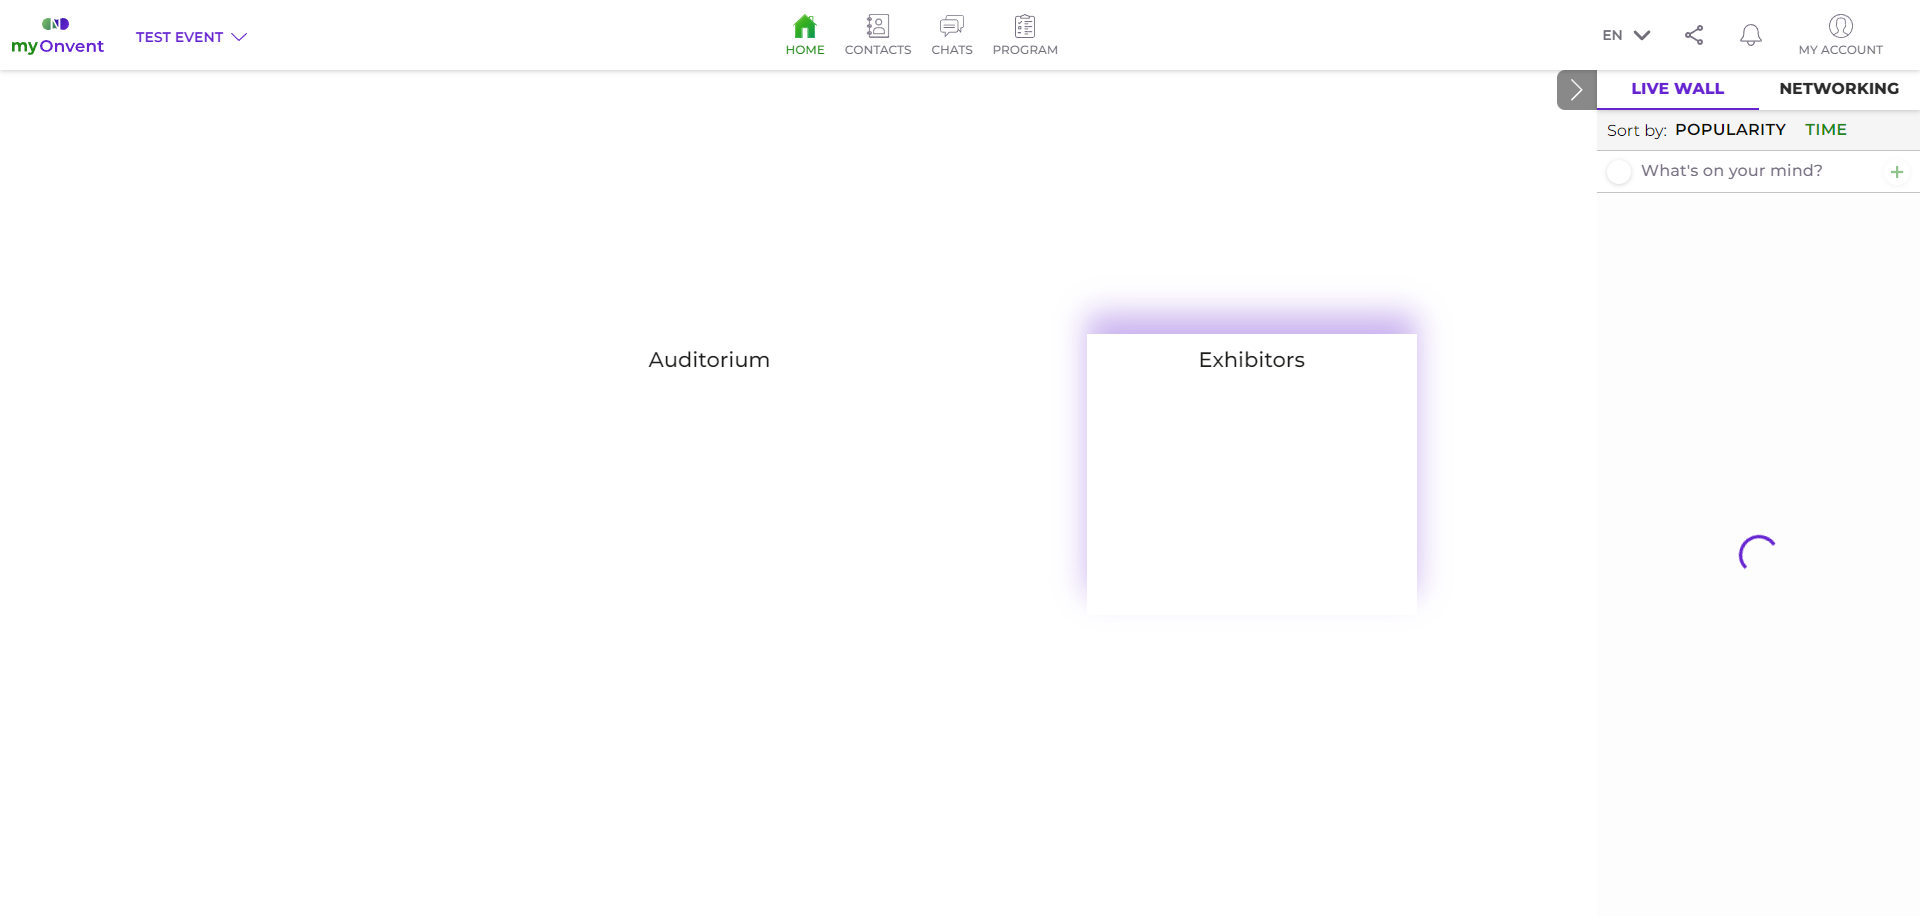 myOnvent
TEST EVENT
HOME
CONTACTS
CHATS
PROGRAM
EN
MY ACCOUNT
LIVE WALL
NETWORKING
Sort by: POPULARITY TIME
What's on your mind?
Auditorium
Exhibitors